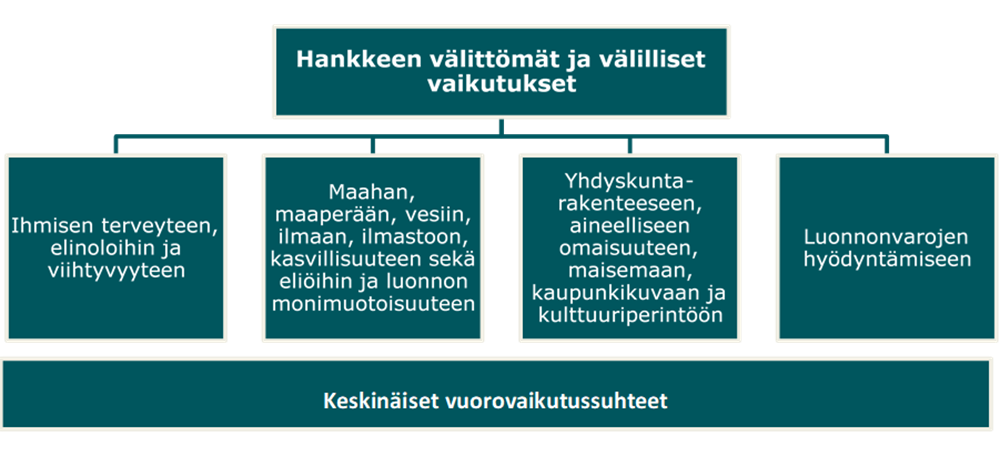 Hankkeen välittömät ja välilliset
vaikutukset
Ihmisen terveyteen,
elinoloihin ja
viihtyvyyteen
Maahan,
maaperään, vesiin,
ilmaan, ilmastoon,
kasvillisuuteen sekä
eliöihin ja luonnon
monimuotoisuuteen
Yhdyskunta-
rakenteeseen,
aineelliseen
omaisuuteen,
maisemaan,
kaupunkikuvaan ja
kulttuuriperintöön
Luonnonvarojen
hyödyntämiseen
Keskinäiset vuorovaikutussuhteet